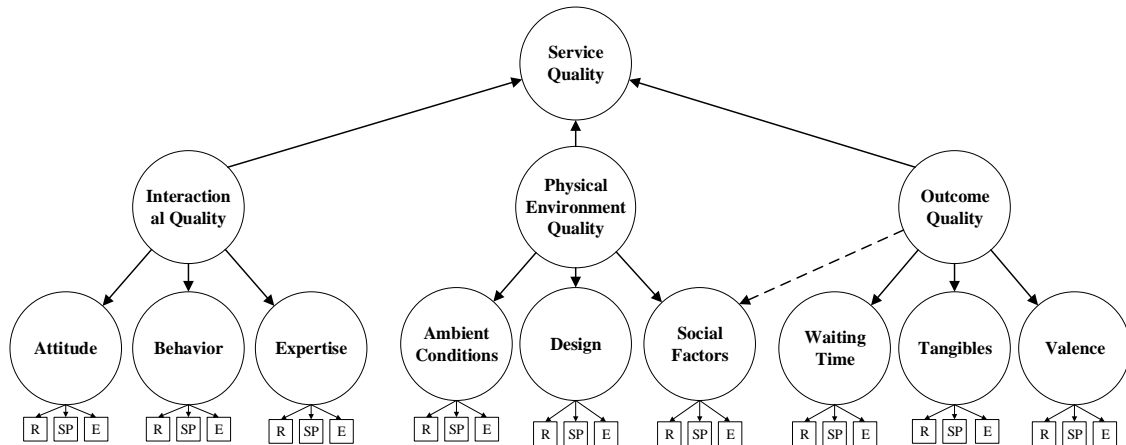 Service
Quality
Interaction
al Quality
Physical
Environment
Quality
Outcome
Quality
Attitude
Behavior
Expertise
Ambient
Conditions
Design
Social
Factors
Waiting
Time
Tangibles
Valence
R SP E
R SP E
R SP E
R SP E
R SP E
R SP E
R SP E
R SP E
R SP E